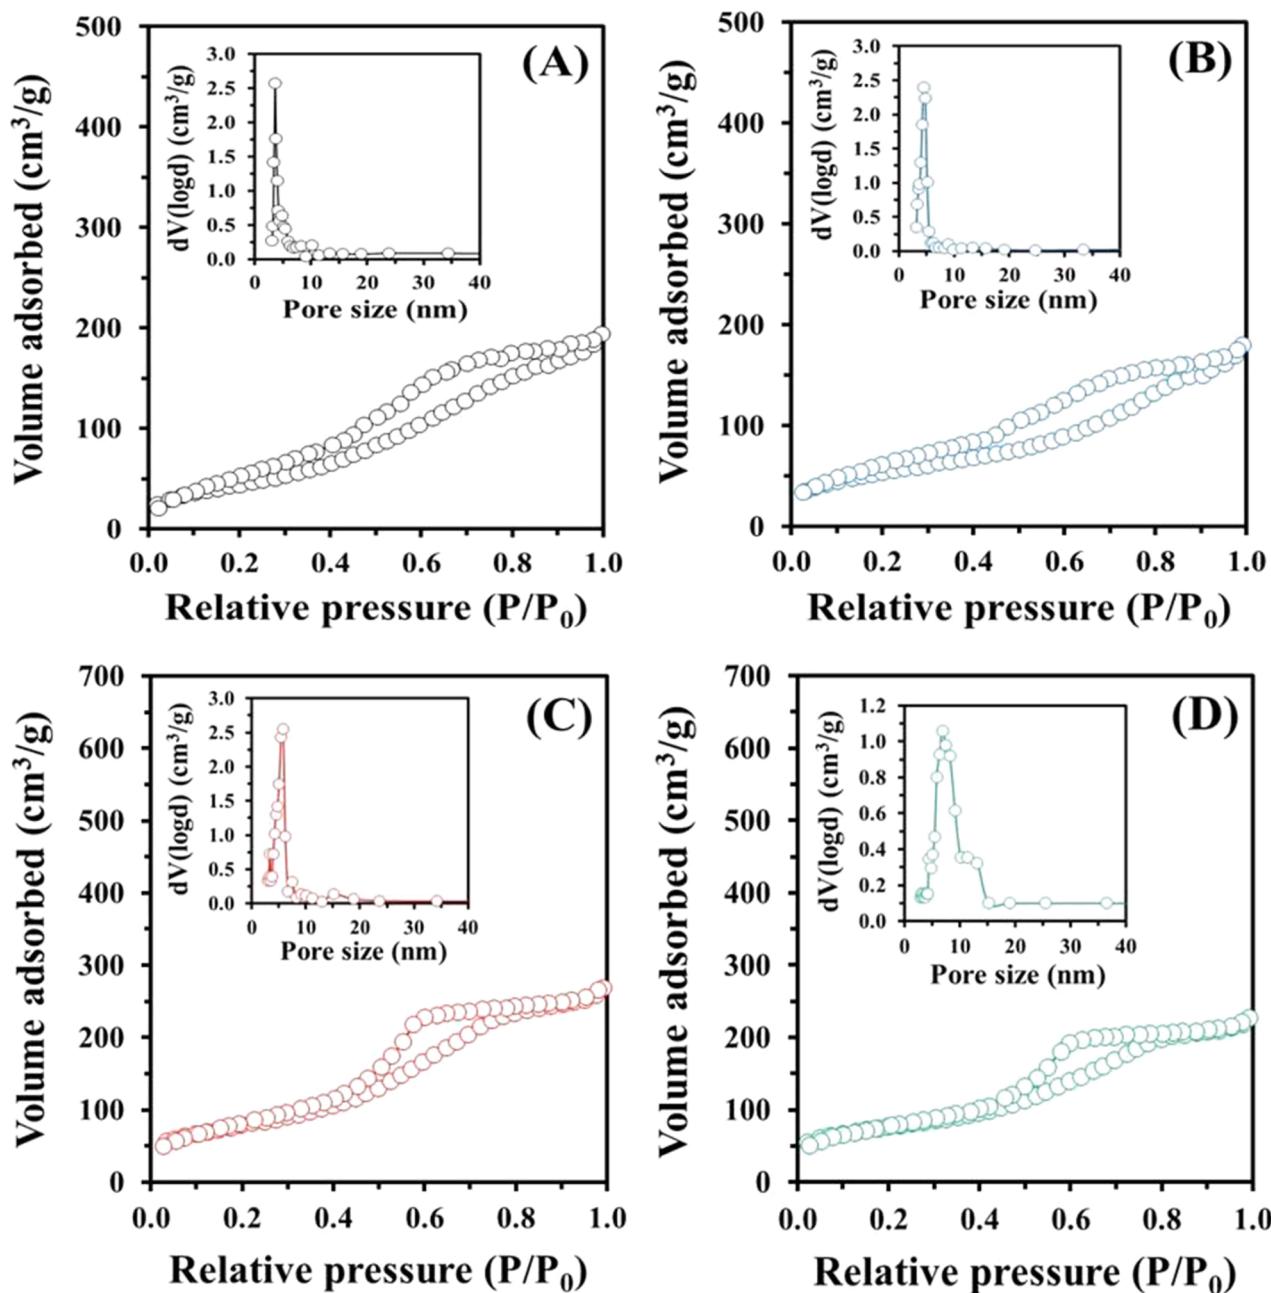 (A)
Volume adsorbed (cm³/g)
500
400
300
200
100
0
0.0 0.2 0.4 0.6 0.8 1.0
Relative pressure (P/P₀)
dV(logd) (cm³/g)
3.0
2.5
2.0
1.5
1.0
0.5
0.0
0 10 20 30 40
Pore size (nm)
(B)
Volume adsorbed (cm³/g)
500
400
300
200
100
0
0.0 0.2 0.4 0.6 0.8 1.0
Relative pressure (P/P₀)
dV(logd) (cm³/g)
3.0
2.5
2.0
1.5
1.0
0.5
0.0
0 10 20 30 40
Pore size (nm)
(C)
Volume adsorbed (cm³/g)
700
600
500
400
300
200
100
0
0.0 0.2 0.4 0.6 0.8 1.0
Relative pressure (P/P₀)
dV(logd) (cm³/g)
3.0
2.5
2.0
1.5
1.0
0.5
0.0
0 10 20 30 40
Pore size (nm)
(D)
Volume adsorbed (cm³/g)
700
600
500
400
300
200
100
0
0.0 0.2 0.4 0.6 0.8 1.0
Relative pressure (P/P₀)
dV(logd) (cm³/g)
1.2
1.0
0.8
0.6
0.4
0.2
0.0
0 10 20 30 40
Pore size (nm)